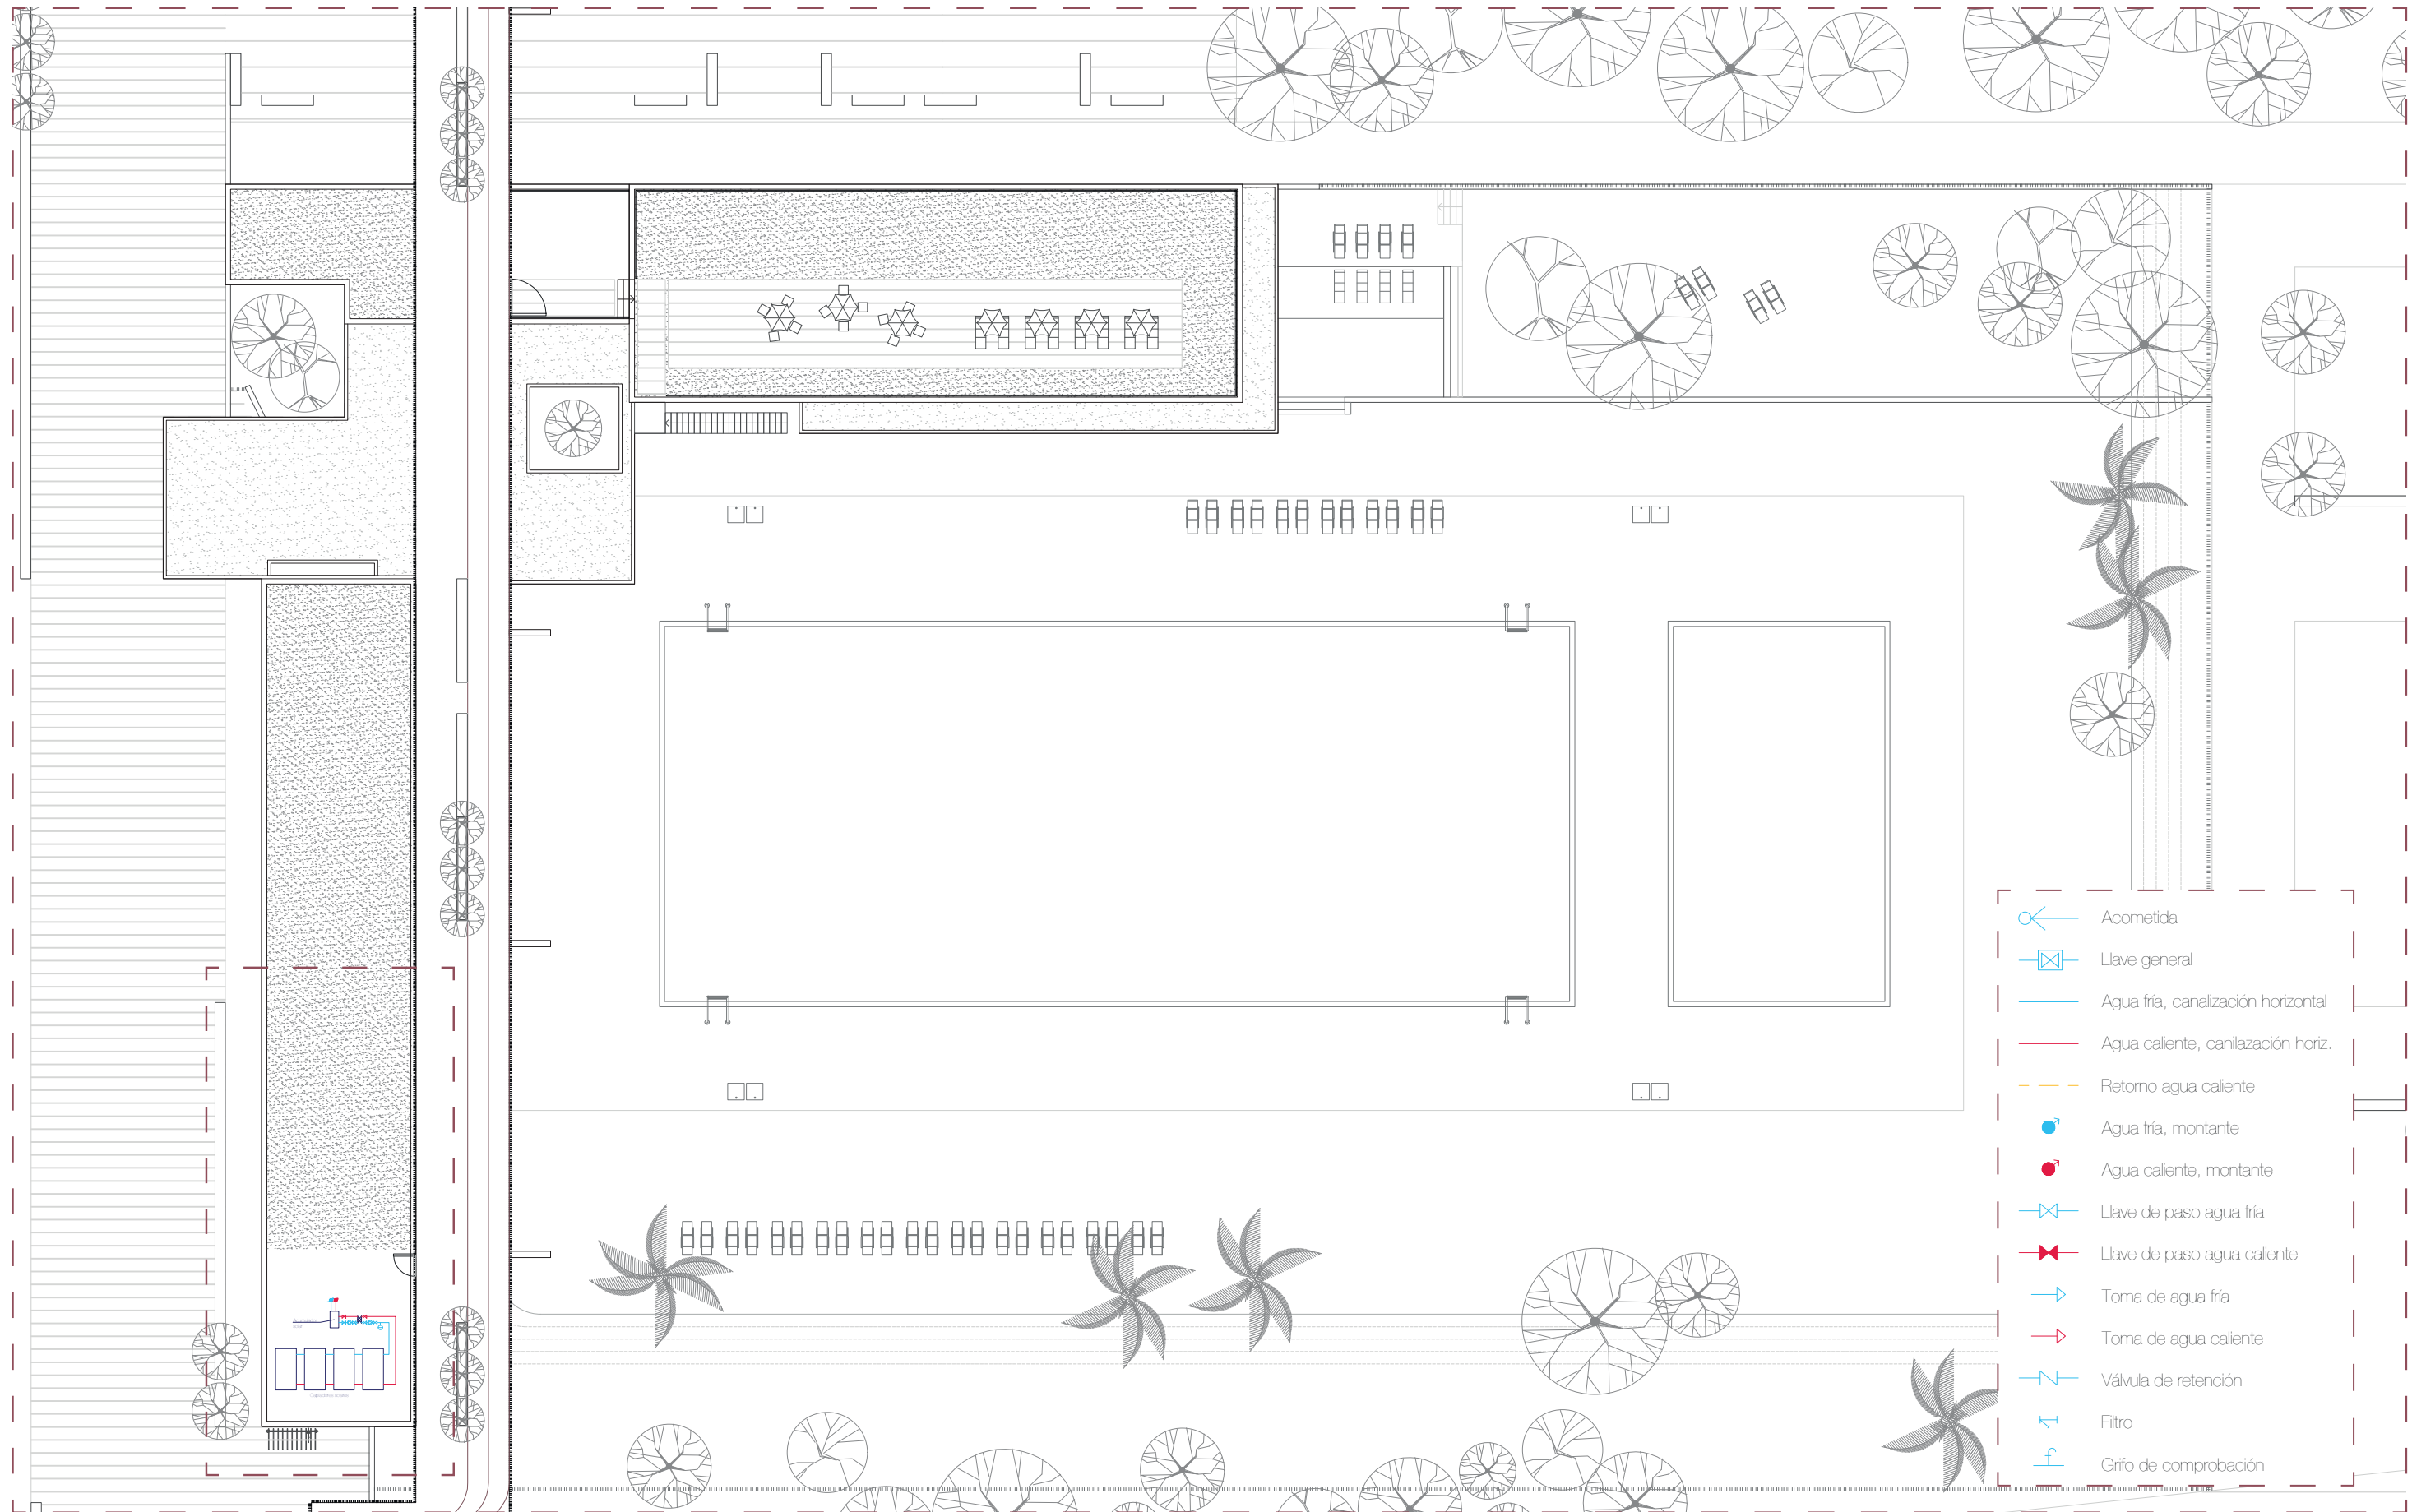 Acometida
Llave general
Agua fría, canalización horizontal
Agua caliente, canilazación horiz.
Retorno agua caliente
Agua fría, montante
Agua caliente, montante
Llave de paso agua fría
Llave de paso agua caliente
Toma de agua fría
Toma de agua caliente
Válvula de retención
Filtro
Grifo de comprobación